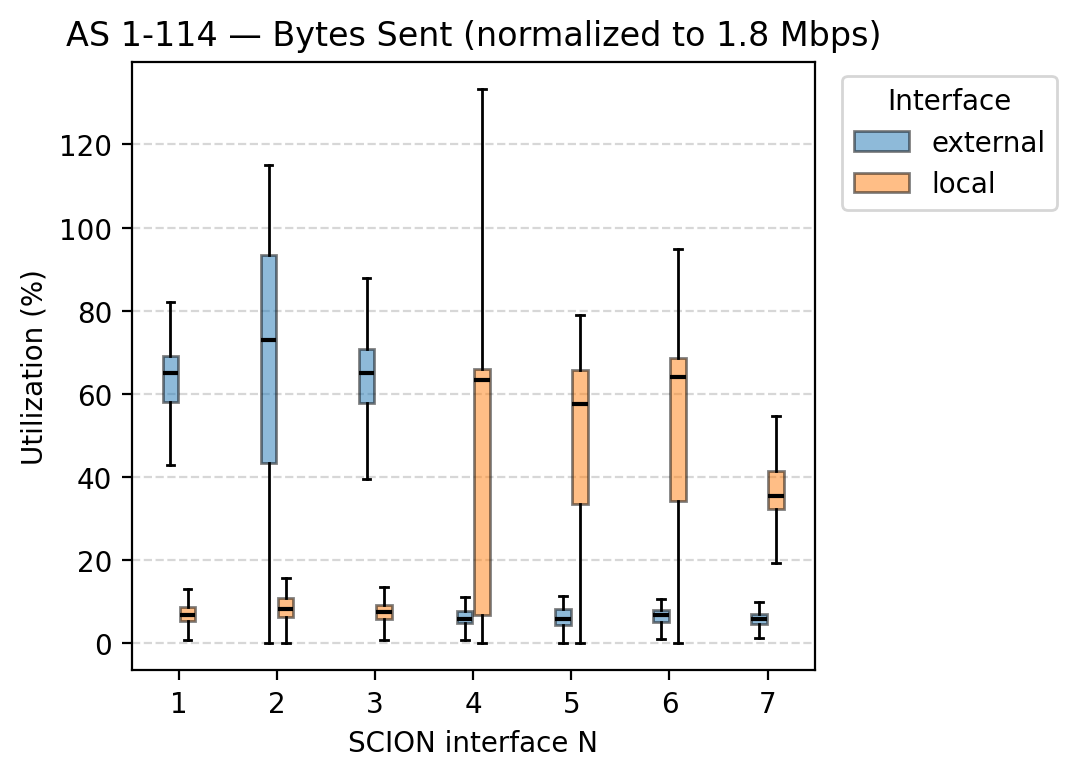 AS 1-114 — Bytes Sent (normalized to 1.8 Mbps)
Interface
external
local
Utilization (%)
120
100
80
60
40
20
0
1 2 3 4 5 6 7
SCION interface N